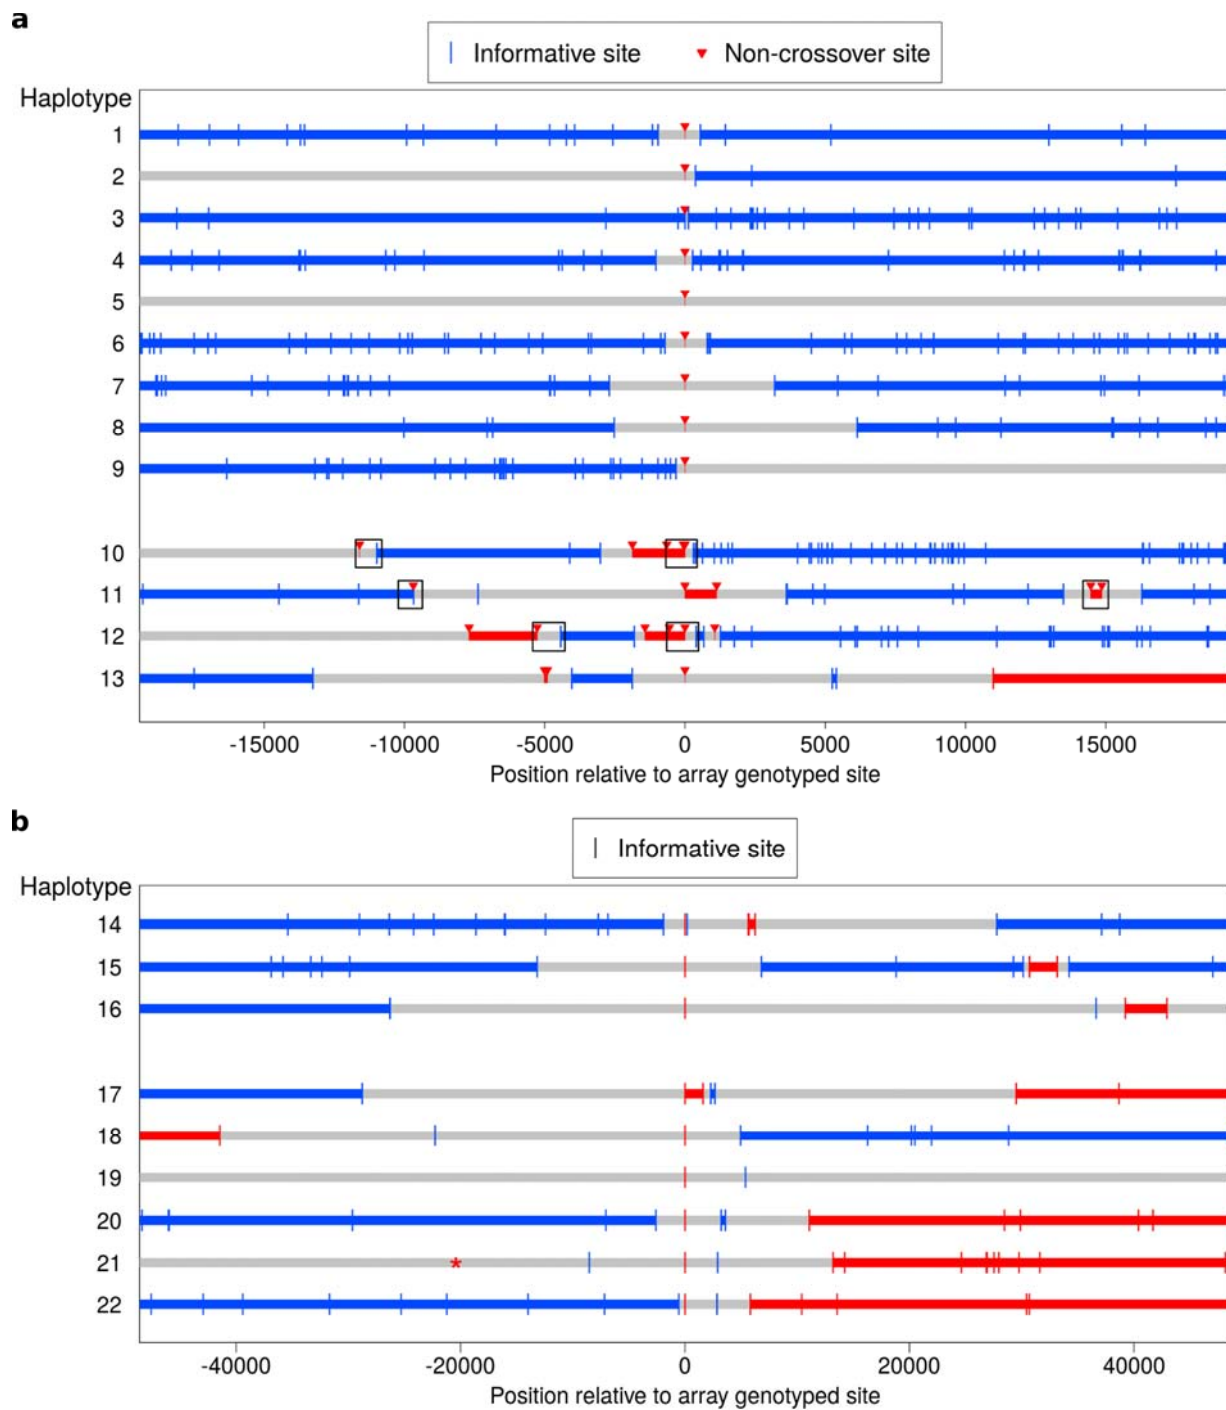 a
Informative site Non-crossover site
Haplotype
1
2
3
4
5
6
7
8
9
10
11
12
13
-15000 -10000 -5000 0 5000 10000 15000
Position relative to array genotyped site
b
Informative site
Haplotype
14
15
16
17
18
19
20
21
*
22
-40000 -20000 0 20000 40000
Position relative to array genotyped site